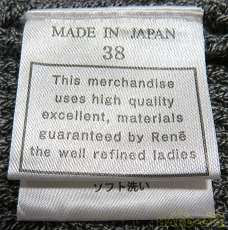 MADE IN JAPAN
38
This merchandise
uses high quality
excellent, materials
guaranteed by René
the well refined ladies
ソフト洗い